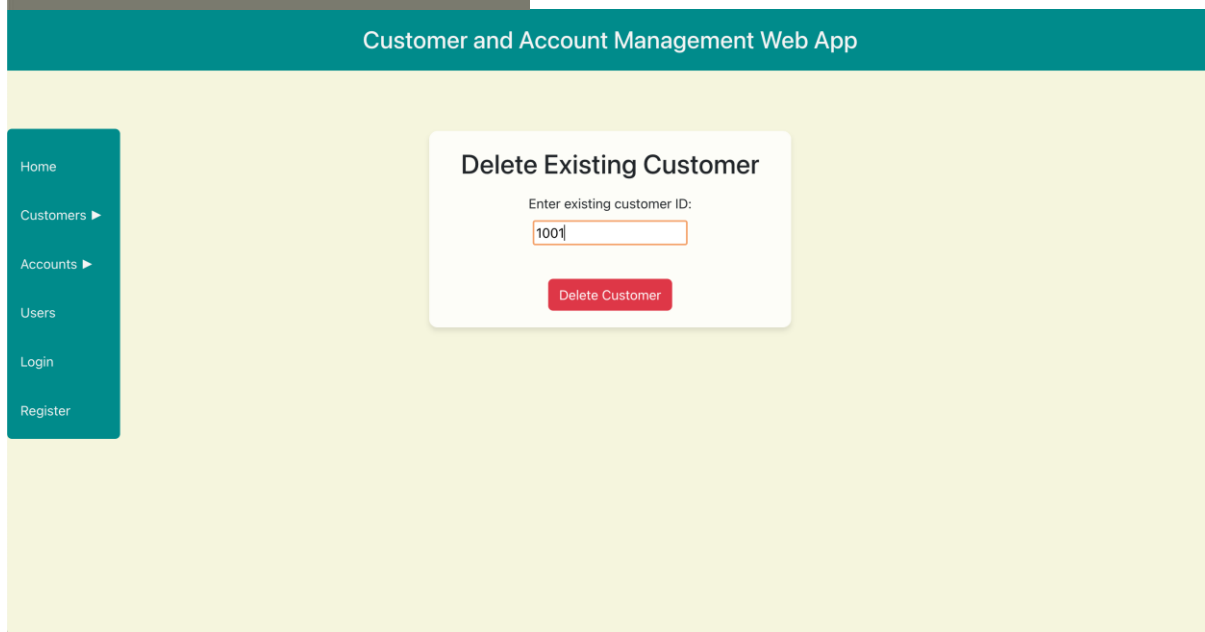 Customer and Account Management Web App
Home
Customers ▶
Accounts ▶
Users
Login
Register
Delete Existing Customer
Enter existing customer ID:
1001
Delete Customer